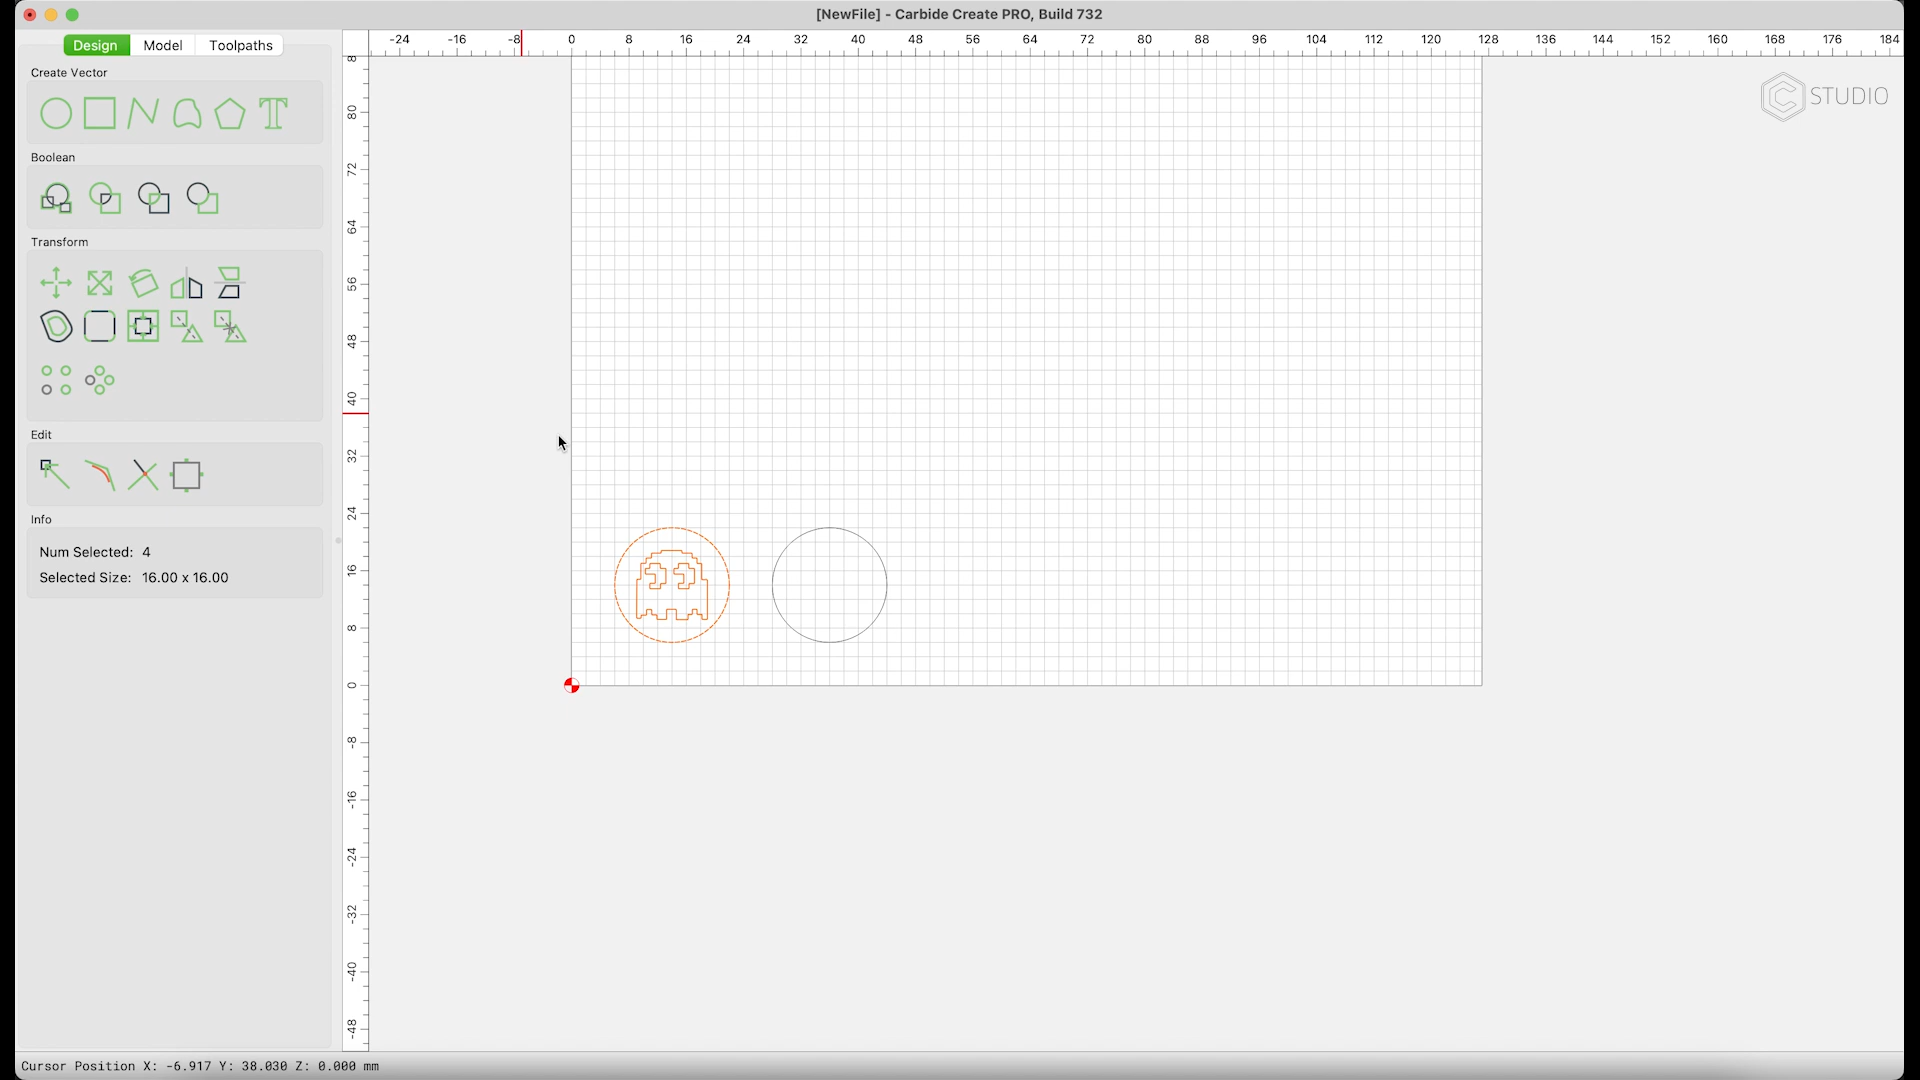 [NewFile] - Carbide Create PRO, Build 732
Design Model Toolpaths
-24 -16 -8 0 8 16 24 32 40 48 56 64 72 80 88 96 104 112 120 128 136 144 152 160 168 176 184
Create Vector
T
STUDIO
Boolean
Transform
Edit
Info
Num Selected: 4
Selected Size: 16.00 x 16.00
8
80
72
64
56
48
40
32
24
16
8
0
-8
-16
-24
-32
-40
-48
Cursor Position X: -6.917 Y: 38.030 Z: 0.000 mm